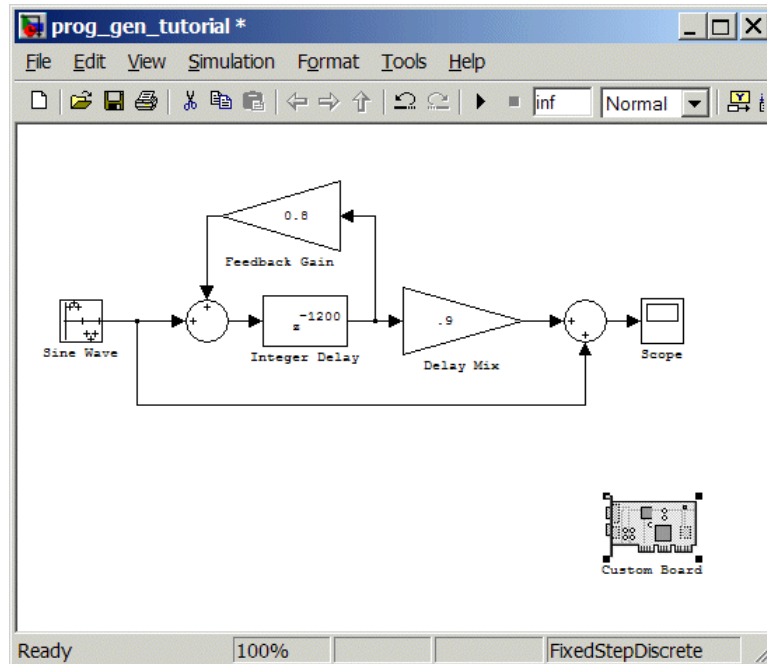 prog_gen_tutorial *
File Edit View Simulation Format Tools Help
inf Normal
0.8
Feedback Gain
Sine Wave
z^-1200
Integer Delay
.9
Delay Mix
Scope
Custom Board
Ready 100% FixedStepDiscrete